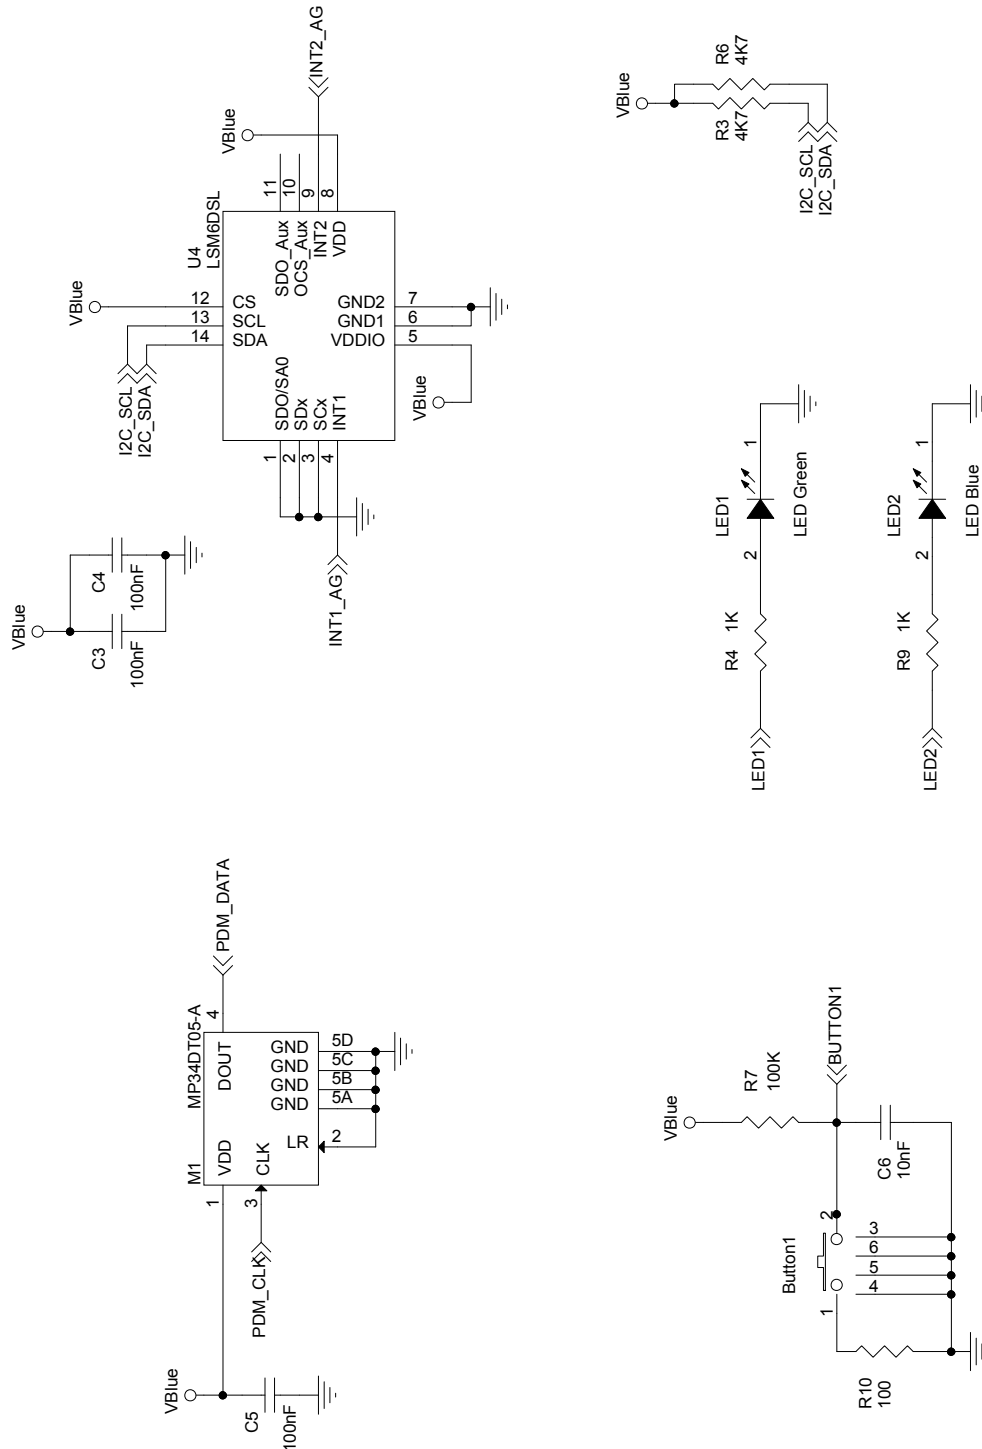 INT2_AG
VBlue
11
10
9
8
U4
LSM6DSL
SDO_Aux
OCS_Aux
INT2
VDD
VBlue
12
13
14
CS
SCL
SDA
GND2
GND1
VDDIO
7
6
5
I2C_SCL
I2C_SDA
SDO/SA0
SDx
SCx
INT1
1
2
3
4
VBlue
INT1_AG
VBlue
C4
100nF
C3
100nF
R6
4K7
VBlue
R3
4K7
I2C_SCL
I2C_SDA
LED1
1
LED Green
2
R4 1K
LED1
LED2
1
LED Blue
2
R9 1K
LED2
PDM_DATA
4
MP34DT05-A
M1
DOUT
VDD
CLK
GND
GND
GND
GND
LR
5D
5C
5B
5A
2
1
3
PDM_CLK
VBlue
C5
100nF
BUTTON1
R7
100K
VBlue
C6
10nF
2
Button1
3
6
5
4
1
R10
100